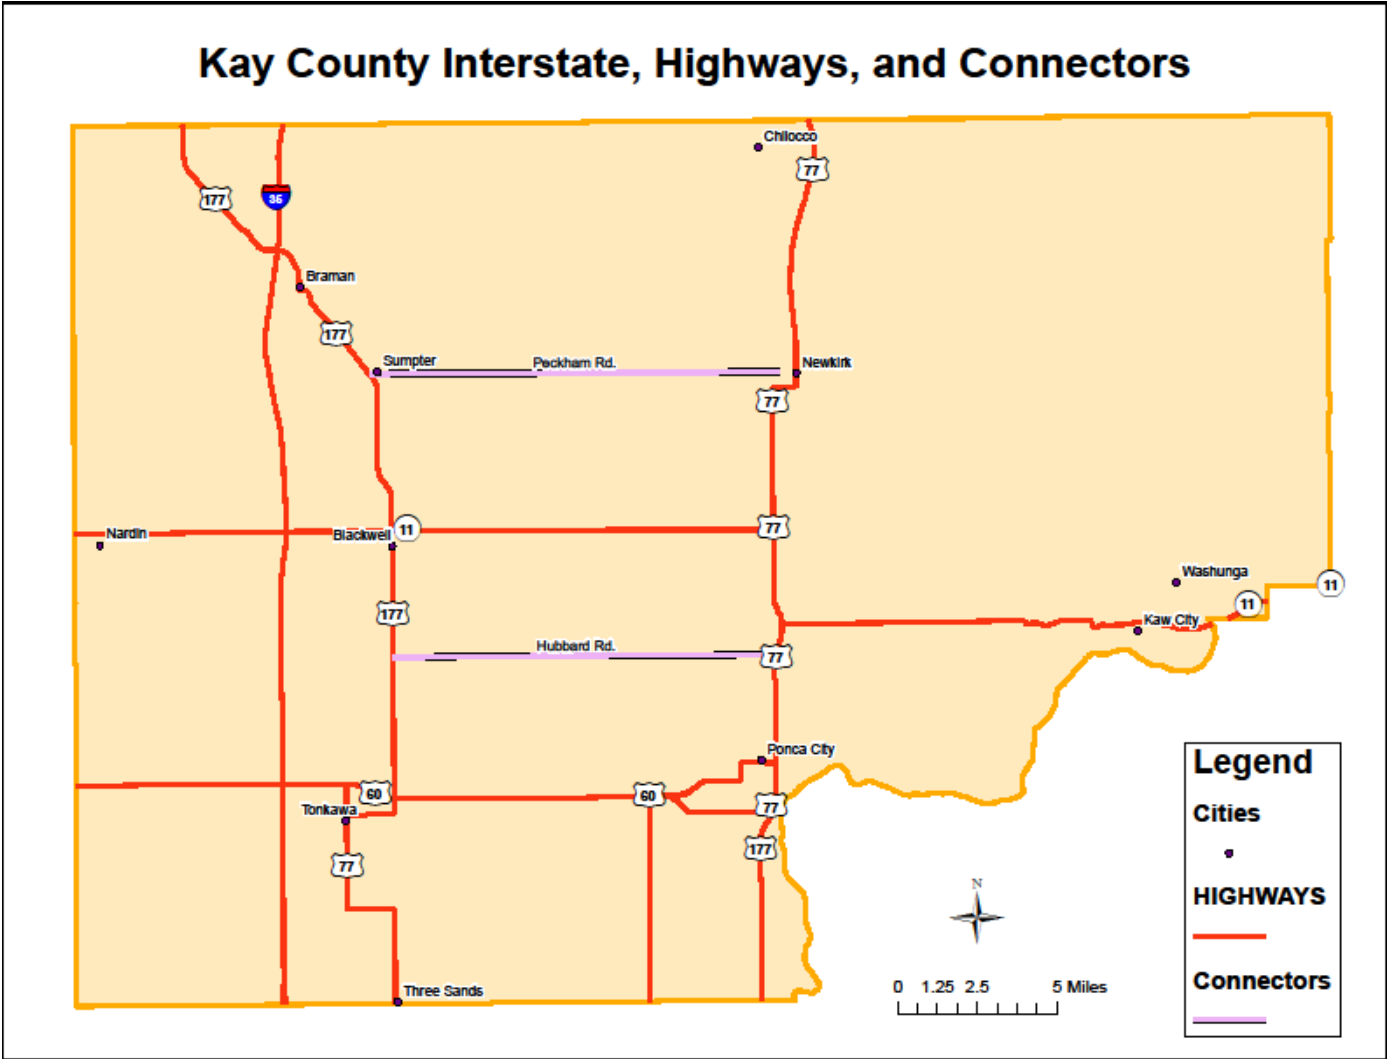 Kay County Interstate, Highways, and Connectors
Chilocco
77
177
35
Braman
177
Sumpter
Peckham Rd.
Newkirk
77
Nardin
Blackwell
11
77
Washunga
11
11
Kaw City
177
Hubbard Rd.
77
Ponca City
60
60
77
Tonkawa
77
177
Three Sands
N
0 1.25 2.5 5 Miles
Legend
Cities
HIGHWAYS
Connectors